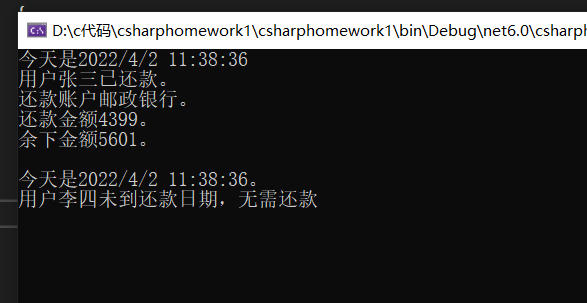 D:\c代码\csharphomework1\csharphomework1\bin\Debug\net6.0\csharph
今天是2022/4/2 11:38:36
用户张三已还款。
还款账户邮政银行。
还款金额4399。
余下金额5601。
今天是2022/4/2 11:38:36。
用户李四未到还款日期，无需还款